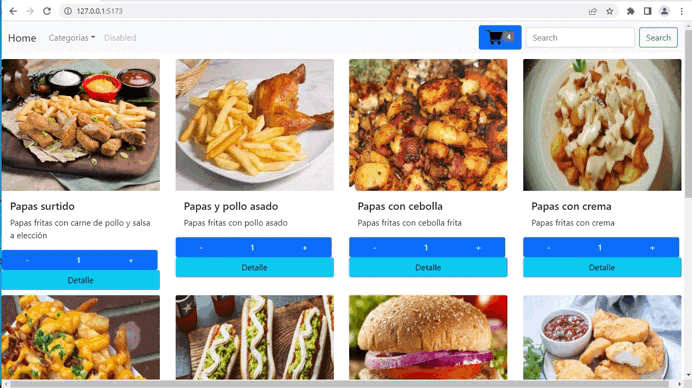 127.0.0.1:5173
Home Categorias Disabled 4 Search Search
Papas surtido
Papas fritas con carne de pollo y salsa
a elección
- 1 +
Detalle
Papas y pollo asado
Papas fritas con pollo asado
- 1 +
Detalle
Papas con cebolla
Papas fritas con cebolla frita
- 1 +
Detalle
Papas con crema
Papas fritas con crema
- 1 +
Detalle